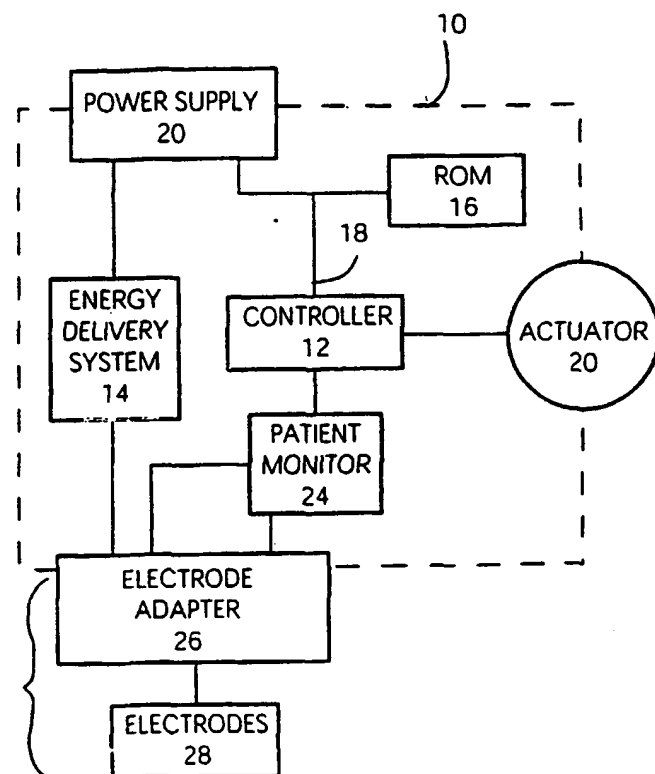 10
POWER SUPPLY
20
ROM
16
18
ENERGY
DELIVERY
SYSTEM
14
CONTROLLER
12
ACTUATOR
20
PATIENT
MONITOR
24
ELECTRODE
ADAPTER
26
ELECTRODES
28